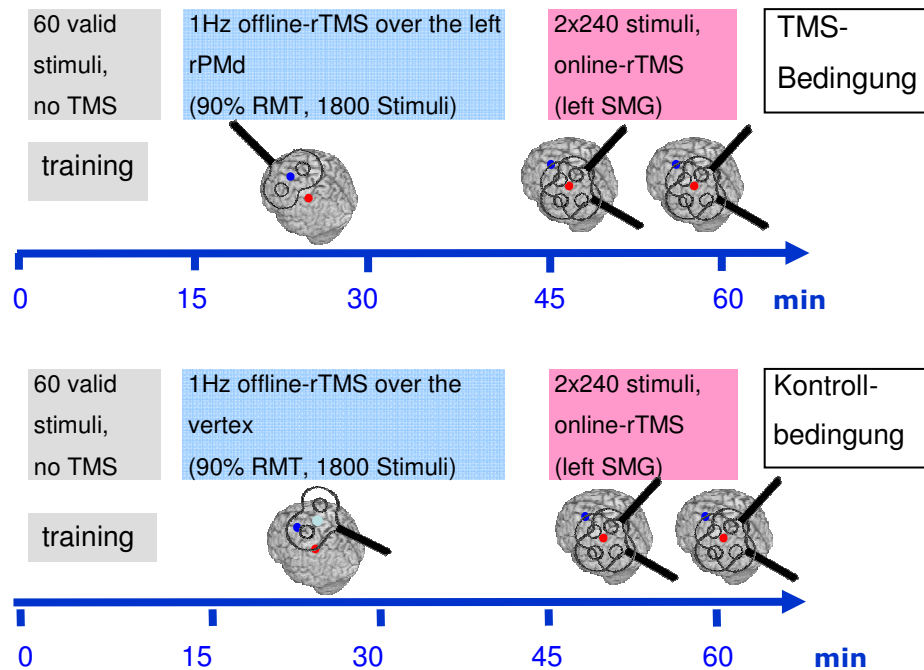 60 valid
stimuli,
no TMS
1Hz offline-rTMS over the left
rPMd
(90% RMT, 1800 Stimuli)
2x240 stimuli,
online-rTMS
(left SMG)
TMS-
Bedingung
training
0 15 30 45 60 min
60 valid
stimuli,
no TMS
1Hz offline-rTMS over the
vertex
(90% RMT, 1800 Stimuli)
2x240 stimuli,
online-rTMS
(left SMG)
Kontroll-
bedingung
training
0 15 30 45 60 min